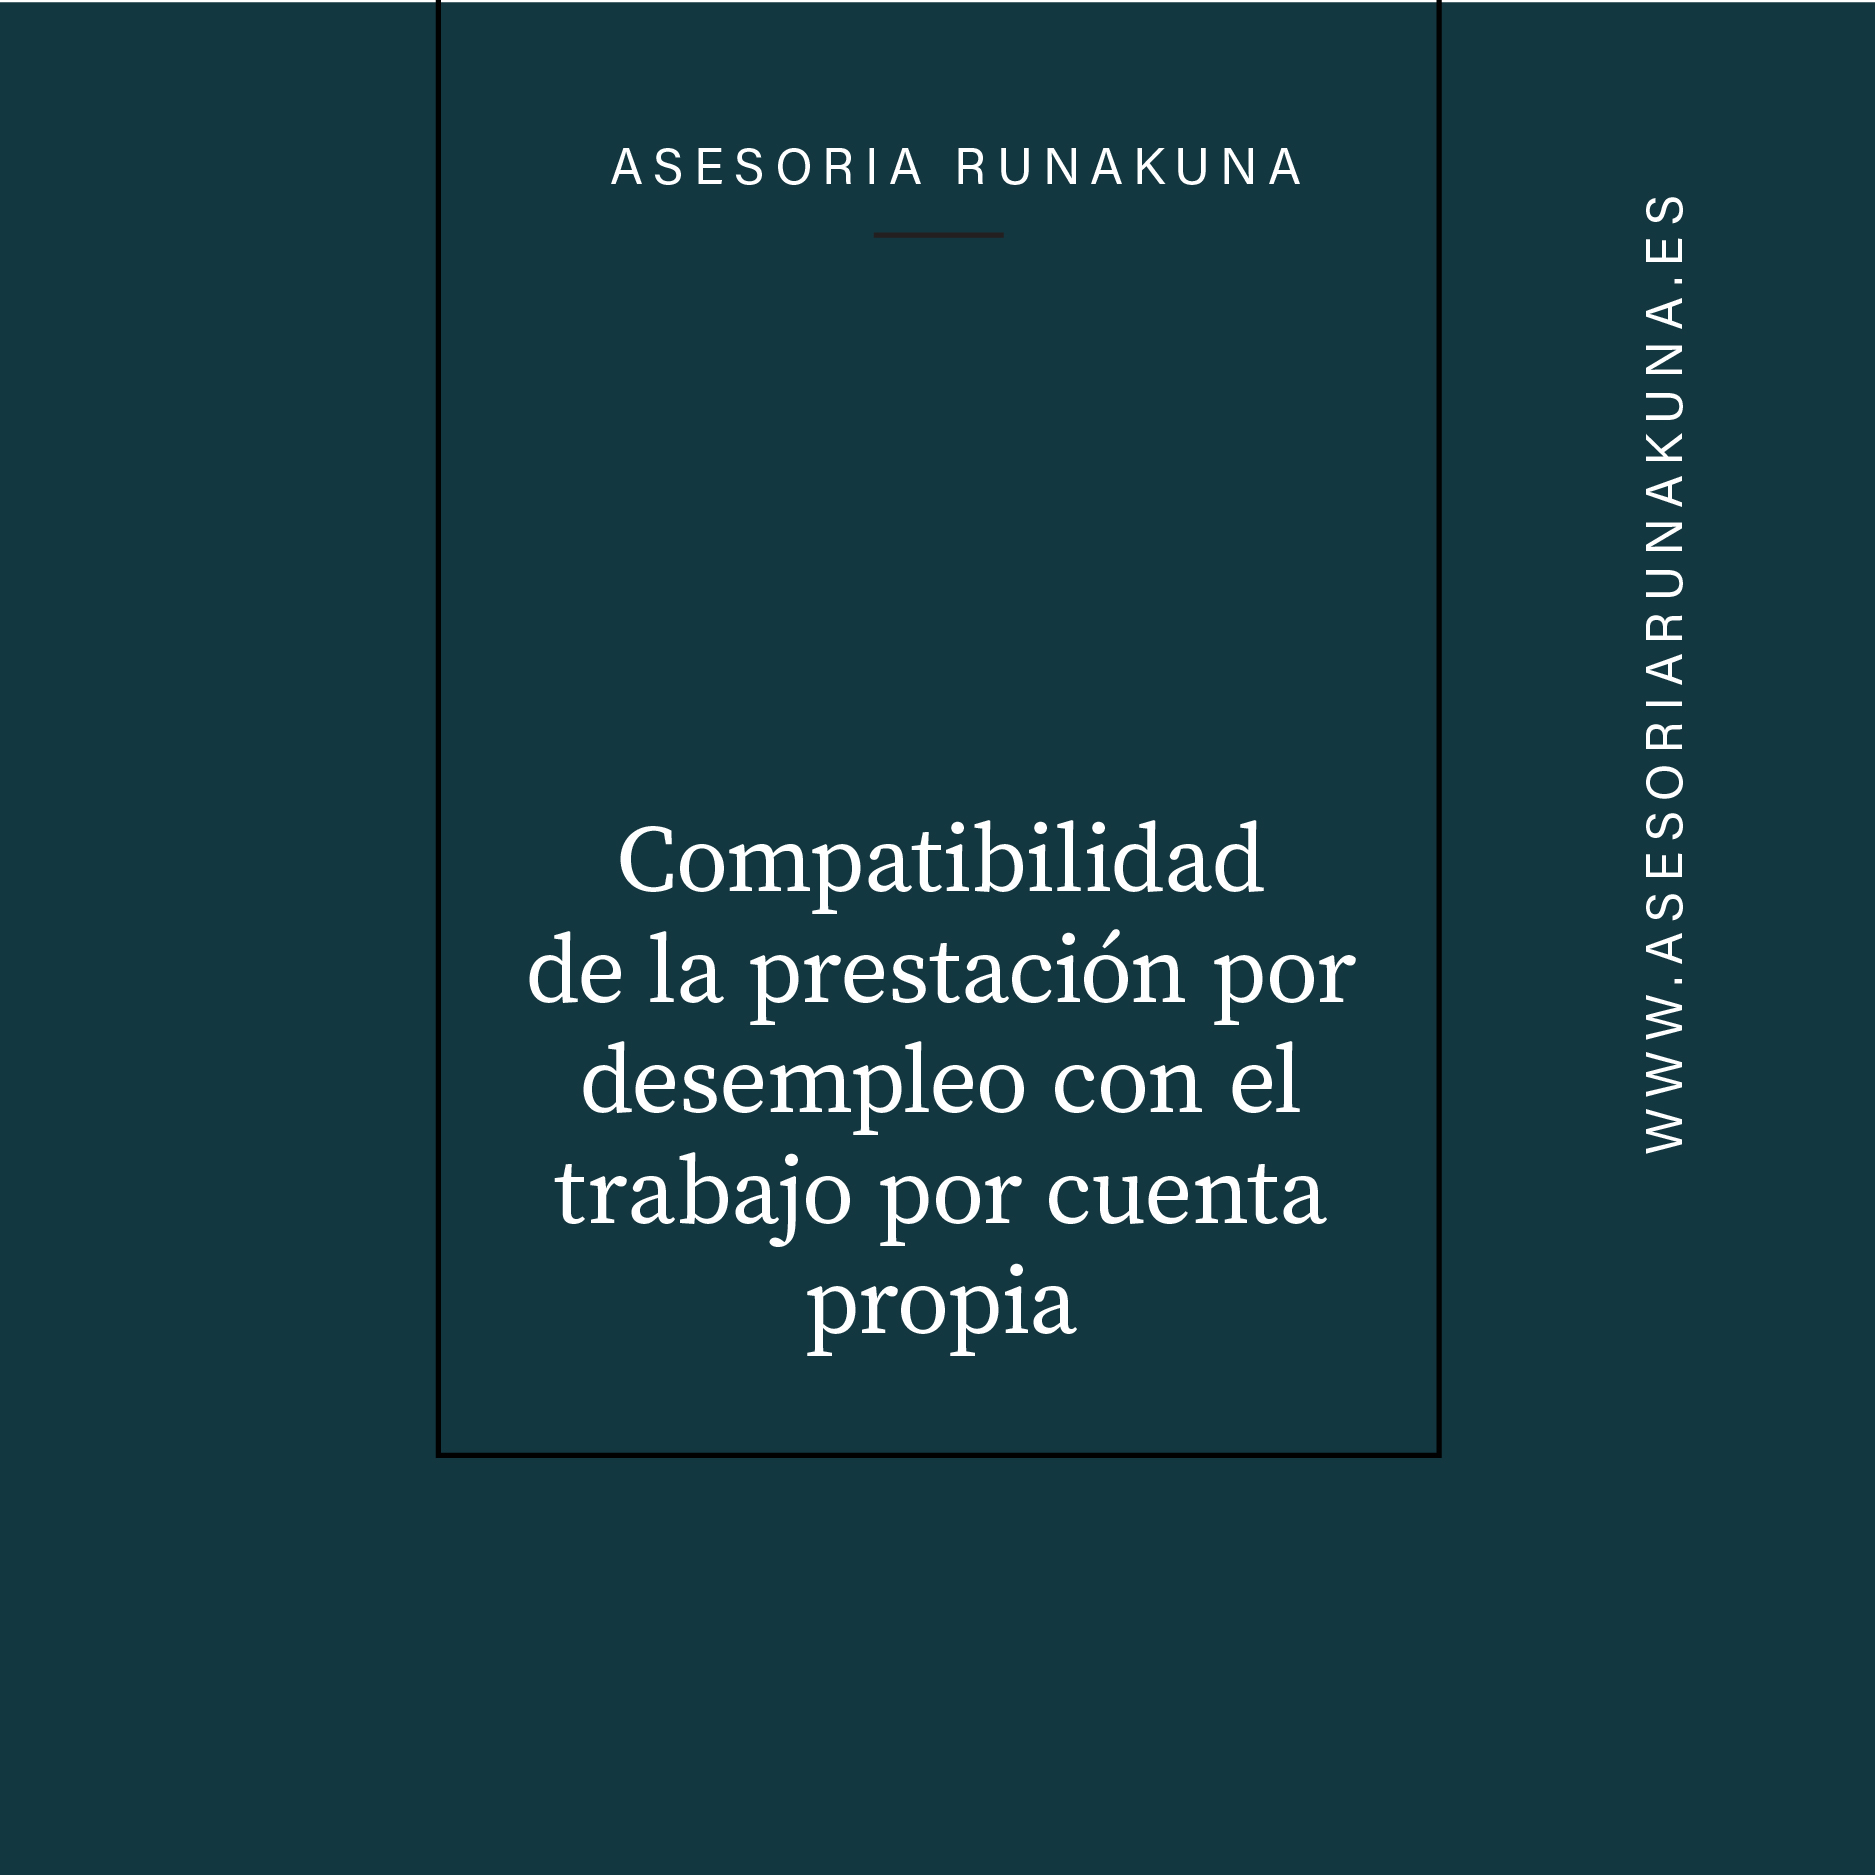 ASESORIA RUNAKUNA
Compatibilidad
de la prestación por
desempleo con el
trabajo por cuenta
propia
WWW.ASESORIARUNAKUNA.ES